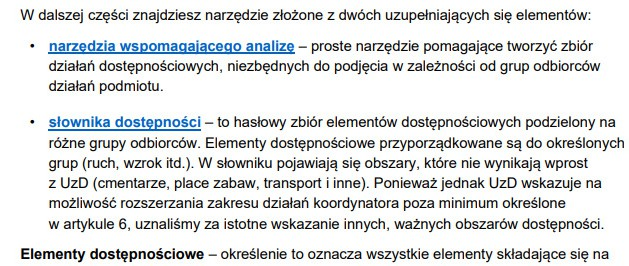 W dalszej części znajdziesz narzędzie złożone z dwóch uzupełniających się elementów:
• narzędzia wspomagającego analizę – proste narzędzie pomagające tworzyć zbiór
działań dostępnościowych, niezbędnych do podjęcia w zależności od grup odbiorców
działań podmiotu.
• słownika dostępności – to hasłowy zbiór elementów dostępnościowych podzielony na
różne grupy odbiorców. Elementy dostępnościowe przyporządkowane są do określonych
grup (ruch, wzrok itd.). W słowniku pojawiają się obszary, które nie wynikają wprost
z UzD (cmentarze, place zabaw, transport i inne). Ponieważ jednak UzD wskazuje na
możliwość rozszerzania zakresu działań koordynatora poza minimum określone
w artykule 6, uznaliśmy za istotne wskazanie innych, ważnych obszarów dostępności.
Elementy dostępnościowe – określenie to oznacza wszystkie elementy składające się na